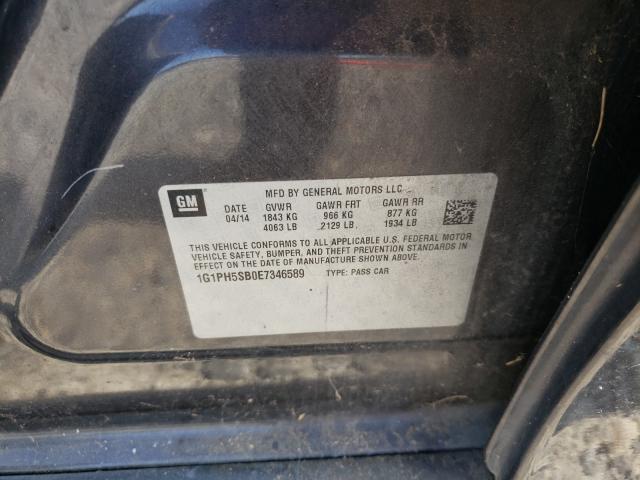 GM
MFD BY GENERAL MOTORS LLC
DATE GVWR GAWR FRT GAWR RR
04/14 1843 KG 966 KG 877 KG
4063 LB 2129 LB 1934 LB
THIS VEHICLE CONFORMS TO ALL APPLICABLE U.S. FEDERAL MOTOR
VEHICLE SAFETY, BUMPER, AND THEFT PREVENTION STANDARDS IN
EFFECT ON THE DATE OF MANUFACTURE SHOWN ABOVE.
1G1PH5SB0E7346589 TYPE: PASS CAR